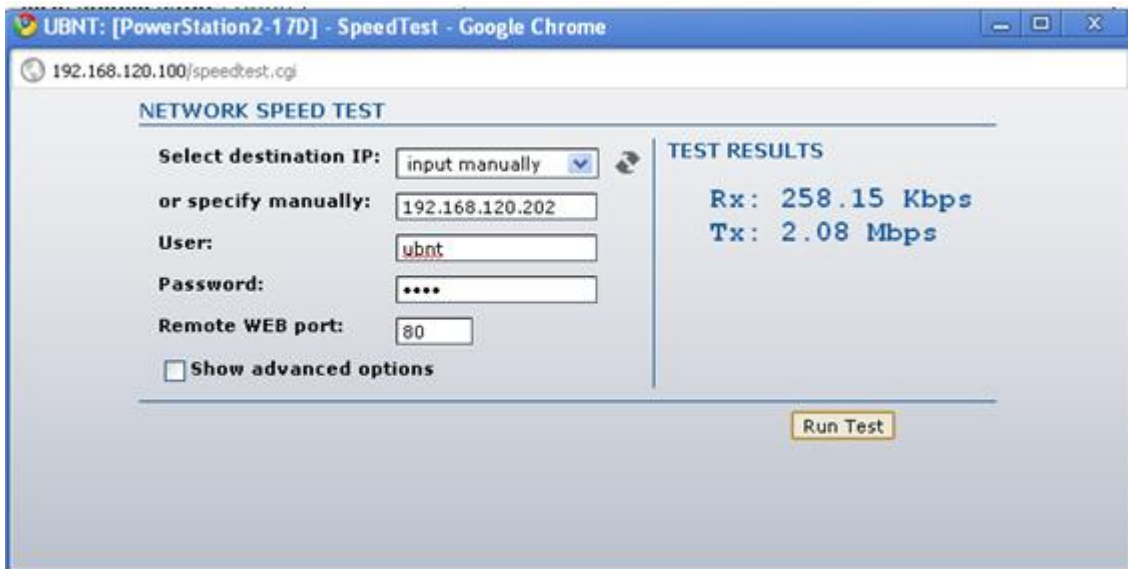 UBNT: [PowerStation2-17D] - SpeedTest - Google Chrome
192.168.120.100/speedtest.cgi
NETWORK SPEED TEST
Select destination IP: input manually
or specify manually: 192.168.120.202
User: ubnt
Password: ••••
Remote WEB port: 80
Show advanced options
TEST RESULTS
Rx: 258.15 Kbps
Tx: 2.08 Mbps
Run Test